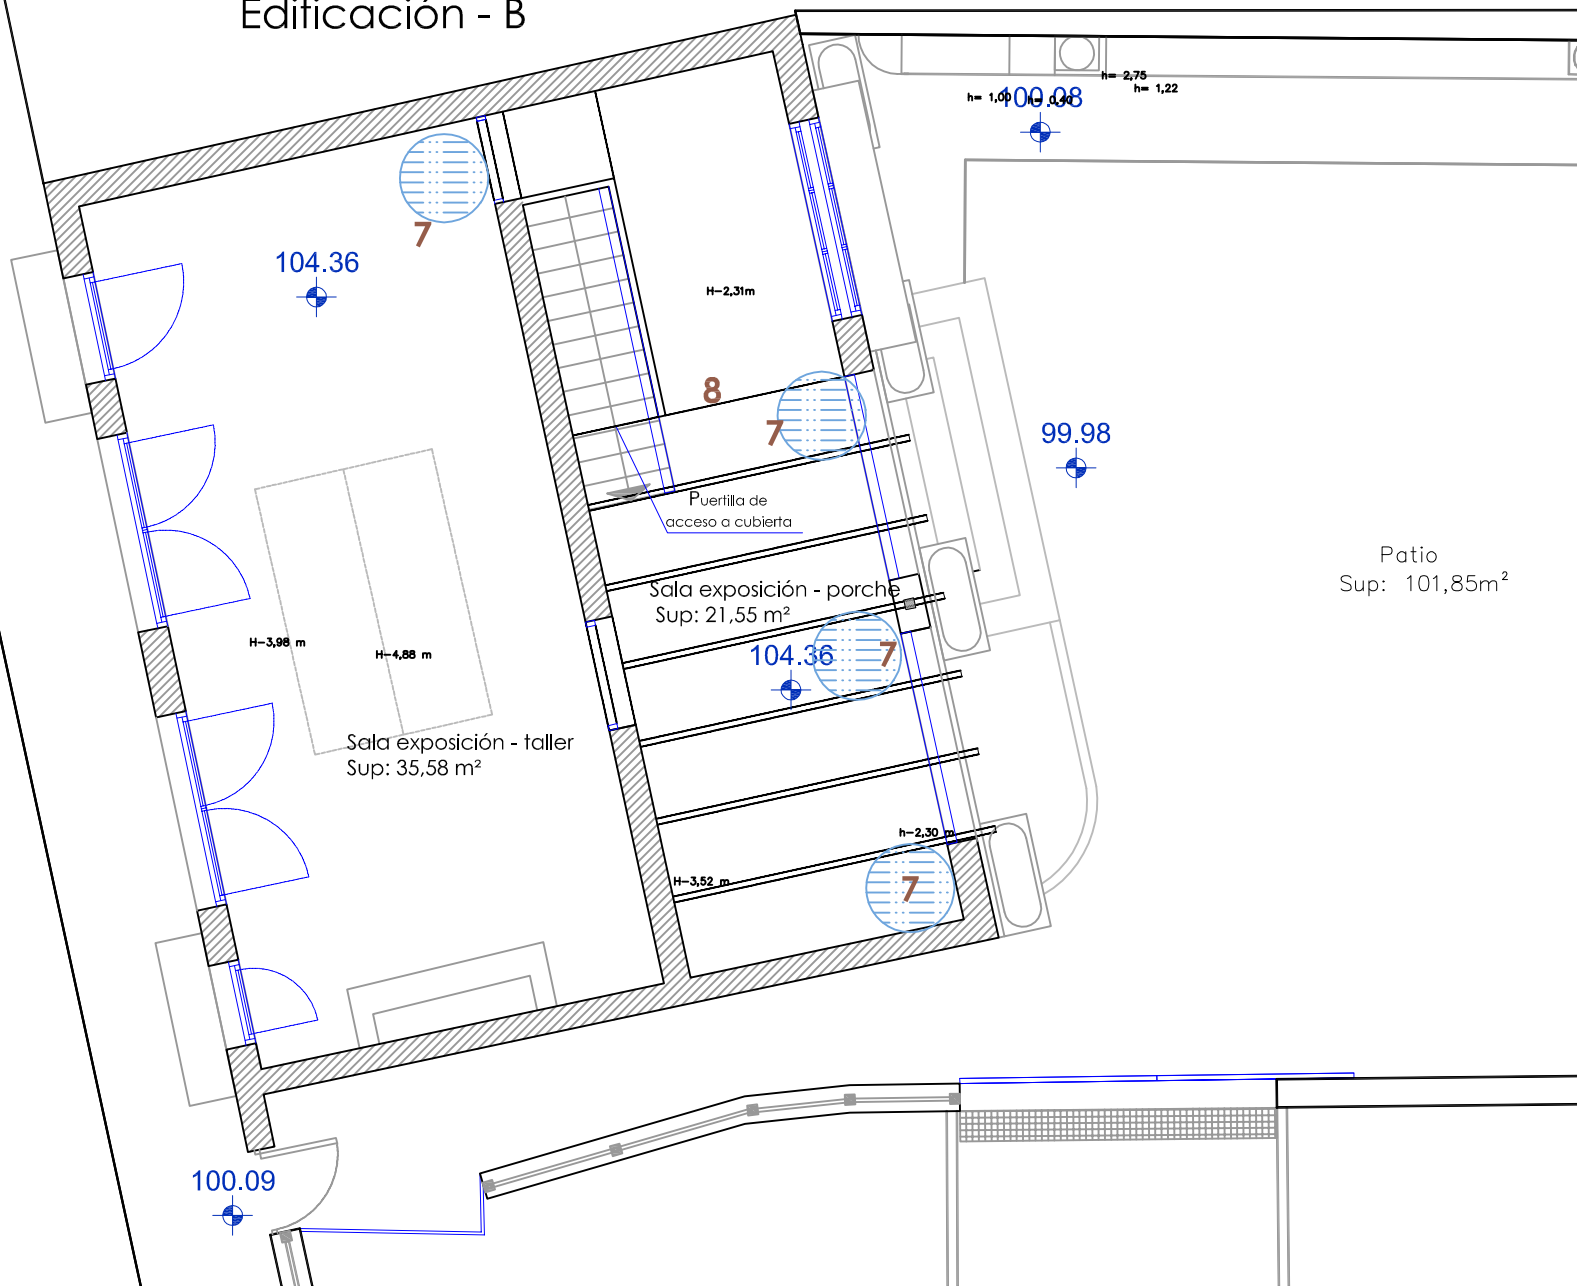 Edificación - B
h= 2,75
h= 1,22
h= 1,00
h= 0,40
100.08
7
104.36
H-2,31m
8
7
99.98
Puertilla de
acceso a cubierta
Patio
Sup: 101,85m²
Sala exposición - porche
Sup: 21,55 m²
H-3,98 m
H-4,88 m
104.36
7
Sala exposición - taller
Sup: 35,58 m²
h-2,30 m
H-3,52 m
7
100.09